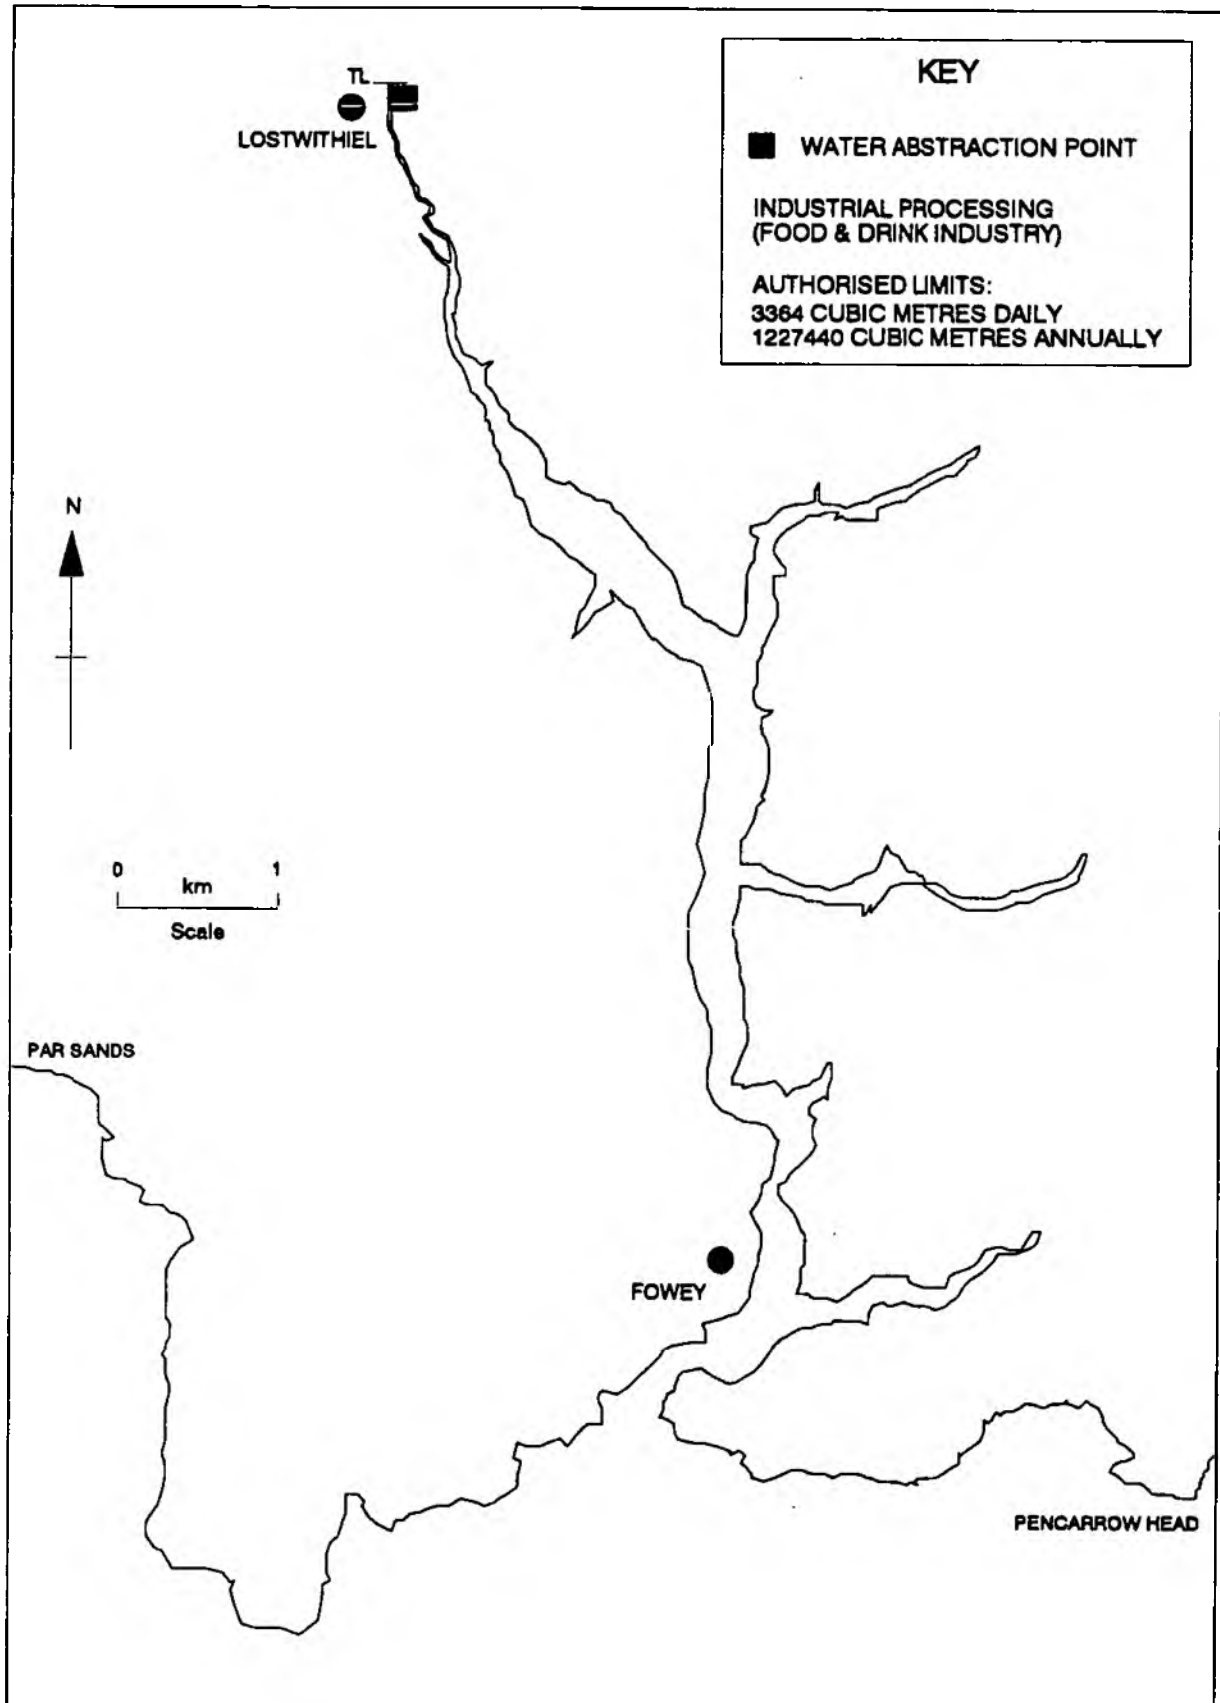 KEY
WATER ABSTRACTION POINT
INDUSTRIAL PROCESSING
(FOOD & DRINK INDUSTRY)
AUTHORISED LIMITS:
3364 CUBIC METRES DAILY
1227440 CUBIC METRES ANNUALLY
TL
LOSTWITHIEL
N
0 1
km
Scale
PAR SANDS
FOWEY
PENCARROW HEAD